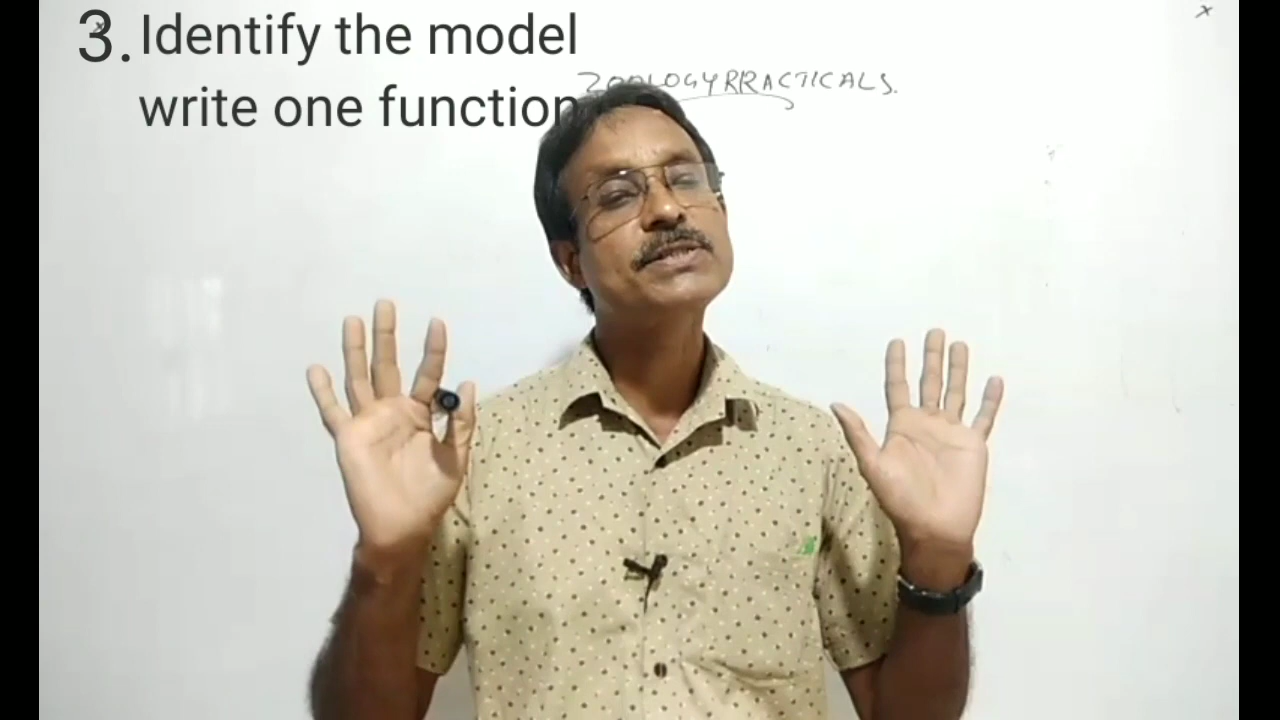 3. Identify the model
write one function
ZOOLOGY PRACTICALS.